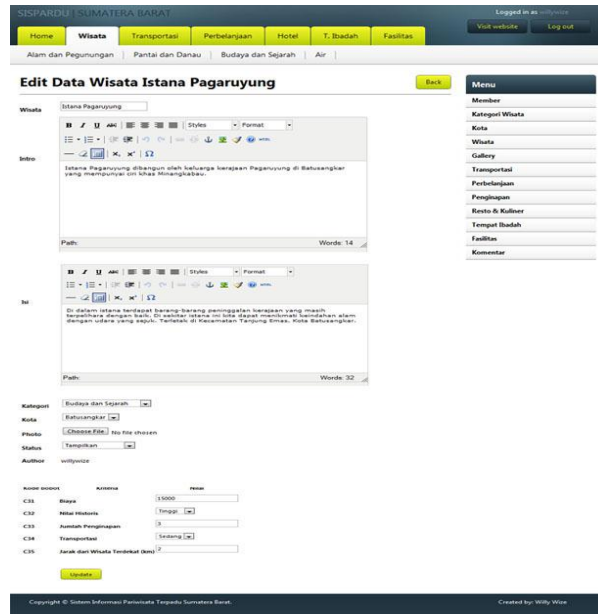 SISPARDU | SUMATERA BARAT
Logged in as willywize
Visit website Log out
Home Wisata Transportasi Perbelanjaan Hotel T. Ibadah Fasilitas
Alam dan Pegunungan | Pantai dan Danau | Budaya dan Sejarah | Air |
Edit Data Wisata Istana Pagaruyung
Back
Menu
Member
Kategori Wisata
Kota
Wisata
Gallery
Transportasi
Perbelanjaan
Penginapan
Resto & Kuliner
Tempat Ibadah
Fasilitas
Komentar
Wisata Istana Pagaruyung
B I U ABC Styles Format
HTML
Intro
Istana Pagaruyung dibangun oleh keluarga kerajaan Pagaruyung di Batusangkar
yang mempunyai ciri khas Minangkabau.
Path: Words: 14
B I U ABC Styles Format
HTML
Isi
Di dalam istana terdapat barang-barang peninggalan kerajaan yang masih
terpelihara dengan baik. Di sekitar istana ini kita dapat menikmati keindahan alam
dengan udara yang sejuk. Terletak di Kecamatan Tanjung Emas, Kota Batusangkar.
Path: Words: 32
Kategori Budaya dan Sejarah
Kota Batusangkar
Photo Choose File No file chosen
Status Tampilkan
Author willywize
Kode Bobot Kriteria Nilai
C31 Biaya 15000
C32 Nilai Historis Tinggi
C33 Jumlah Penginapan 3
C34 Transportasi Sedang
C35 Jarak dari Wisata Terdekat (km) 2
Update
Copyright © Sistem Informasi Pariwisata Terpadu Sumatera Barat.
Created by: Willy Wize